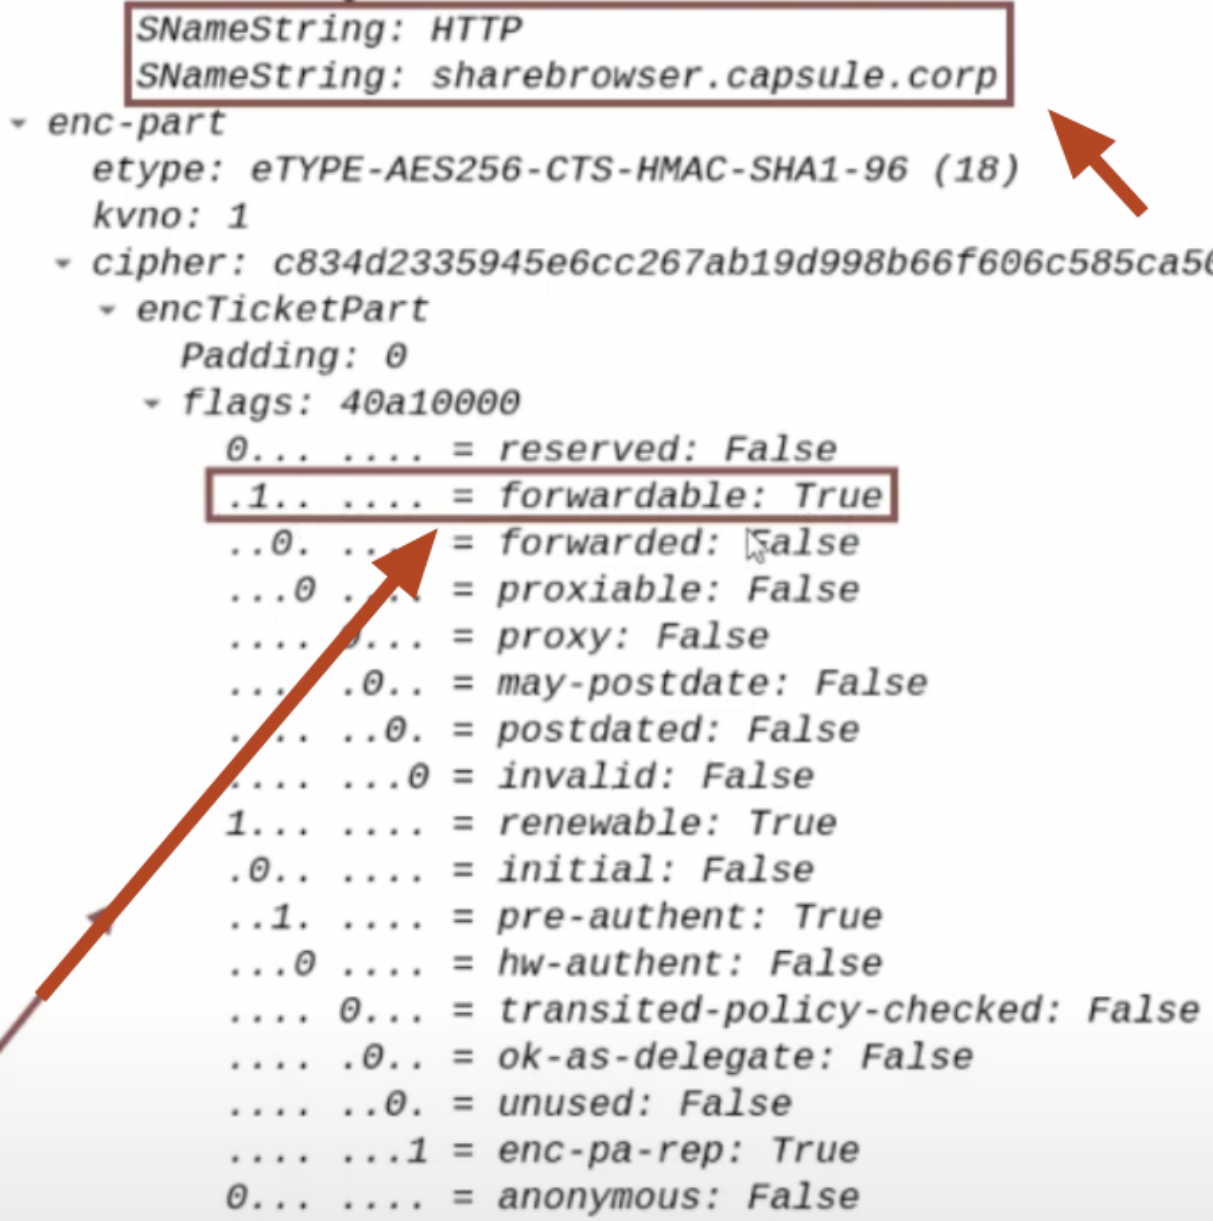 SNameString: HTTP
SNameString: sharebrowser.capsule.corp
enc-part
etype: eTYPE-AES256-CTS-HMAC-SHA1-96 (18)
kvno: 1
cipher: c834d2335945e6cc267ab19d998b66f606c585ca50
encTicketPart
Padding: 0
flags: 40a10000
0... .... = reserved: False
.1.. .... = forwardable: True
..0. .... = forwarded: False
...0 .... = proxiable: False
.... 0... = proxy: False
.... .0.. = may-postdate: False
.... ..0. = postdated: False
.... ...0 = invalid: False
1... .... = renewable: True
.0.. .... = initial: False
..1. .... = pre-authent: True
...0 .... = hw-authent: False
.... 0... = transited-policy-checked: False
.... .0.. = ok-as-delegate: False
.... ..0. = unused: False
.... ...1 = enc-pa-rep: True
0... .... = anonymous: False